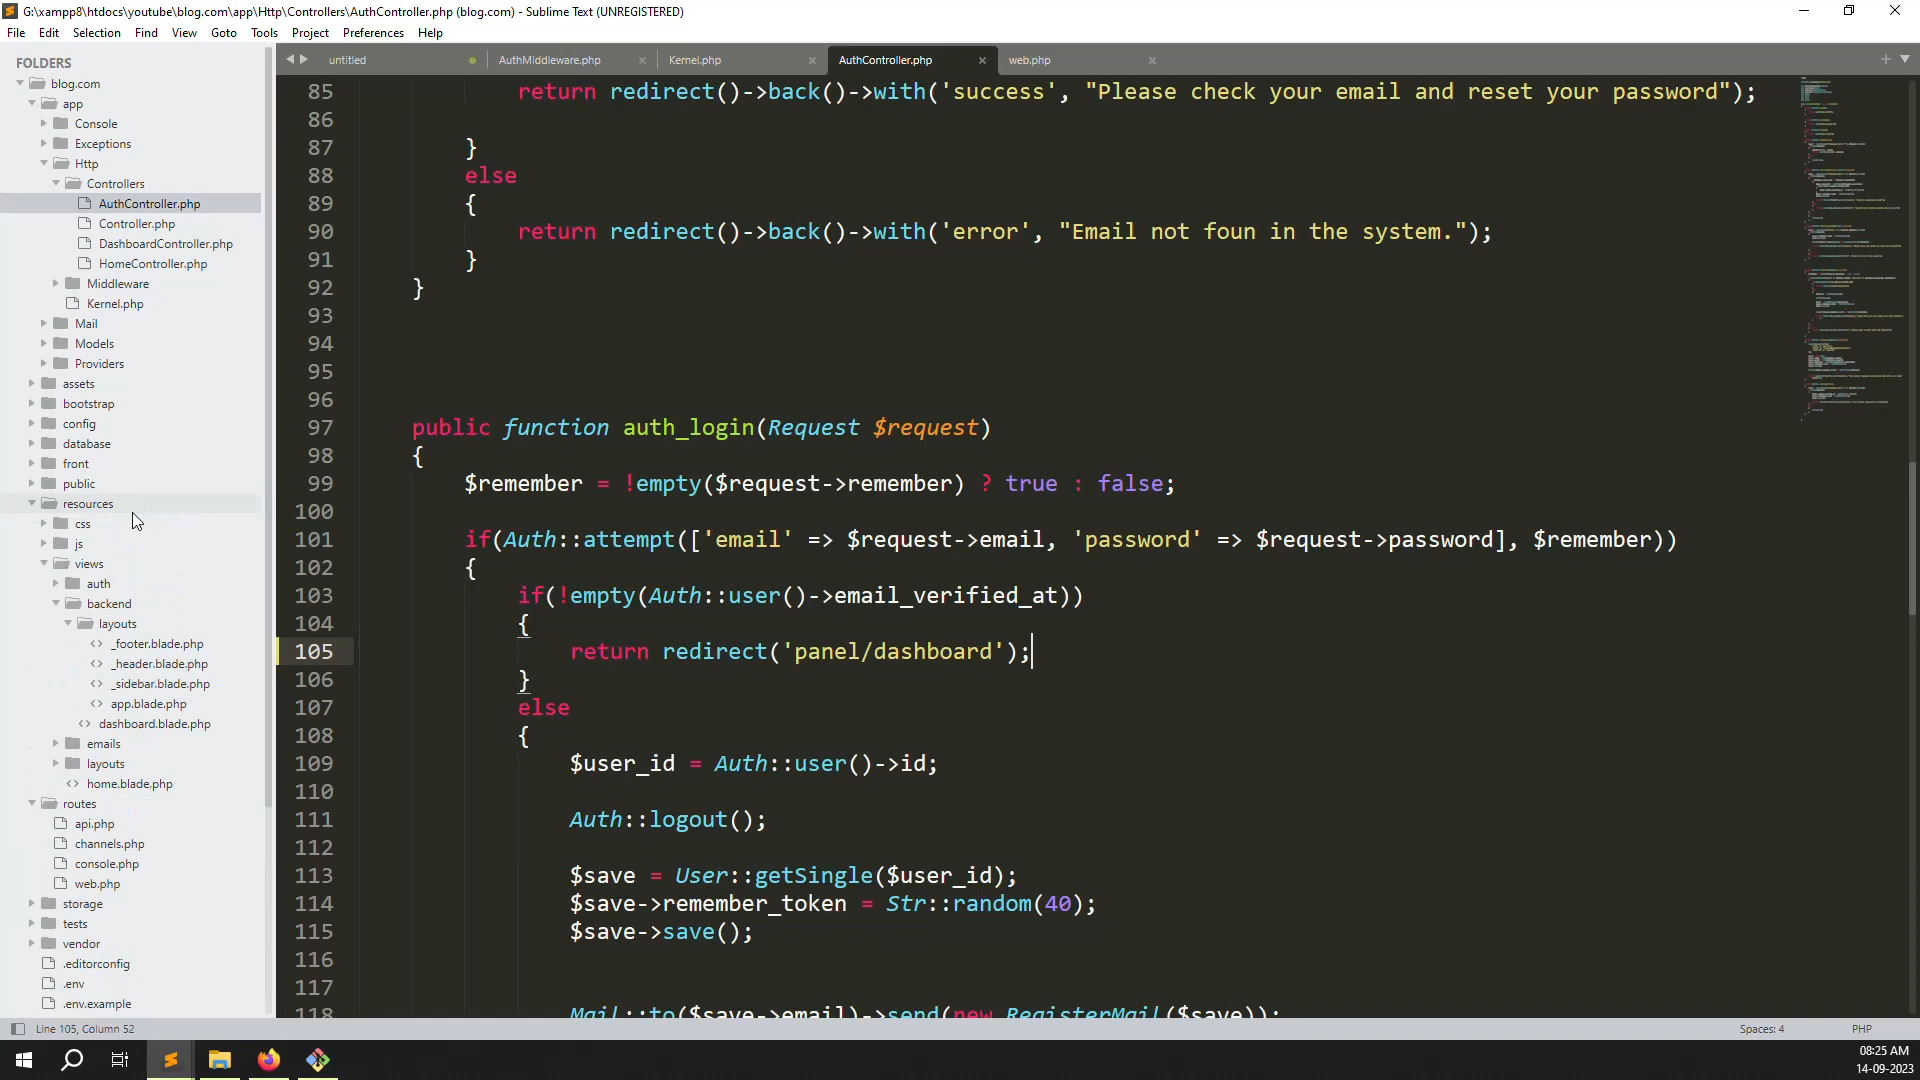 G:\xampp8\htdocs\youtube\blog.com\app\Http\Controllers\AuthController.php (blog.com) - Sublime Text (UNREGISTERED)
File Edit Selection Find View Goto Tools Project Preferences Help
FOLDERS
blog.com
app
Console
Exceptions
Http
Controllers
AuthController.php
Controller.php
DashboardController.php
HomeController.php
Middleware
Kernel.php
Mail
Models
Providers
assets
bootstrap
config
database
front
public
resources
css
js
views
auth
backend
layouts
_footer.blade.php
_header.blade.php
_sidebar.blade.php
app.blade.php
dashboard.blade.php
emails
layouts
home.blade.php
routes
api.php
channels.php
console.php
web.php
storage
tests
vendor
.editorconfig
.env
.env.example
untitled AuthMiddleware.php Kernel.php AuthController.php web.php
85 return redirect()->back()->with('success', "Please check your email and reset your password");
86
87 }
88 else
89 {
90 return redirect()->back()->with('error', "Email not foun in the system.");
91 }
92 }
93
94
95
96
97 public function auth_login(Request $request)
98 {
99 $remember = !empty($request->remember) ? true : false;
100
101 if(Auth::attempt(['email' => $request->email, 'password' => $request->password], $remember))
102 {
103 if(!empty(Auth::user()->email_verified_at))
104 {
105 return redirect('panel/dashboard');
106 }
107 else
108 {
109 $user_id = Auth::user()->id;
110
111 Auth::logout();
112
113 $save = User::getSingle($user_id);
114 $save->remember_token = Str::random(40);
115 $save->save();
116
117
118 Mail::to($save->email)->send(new RegisterMail($save));
Line 105, Column 52
Spaces: 4
PHP
08:25 AM
14-09-2023